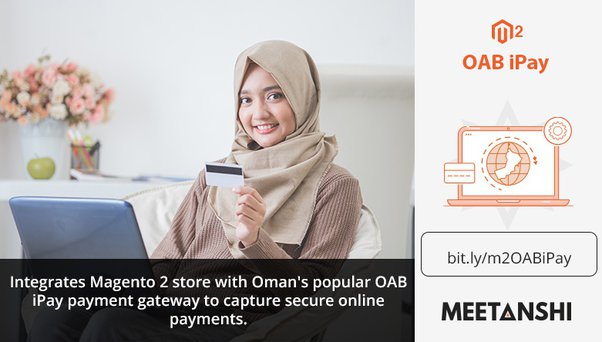 Integrates Magento 2 store with Oman's popular OAB
iPay payment gateway to capture secure online
payments.
2
OAB iPay
bit.ly/m2OABiPay
MEETANSHI